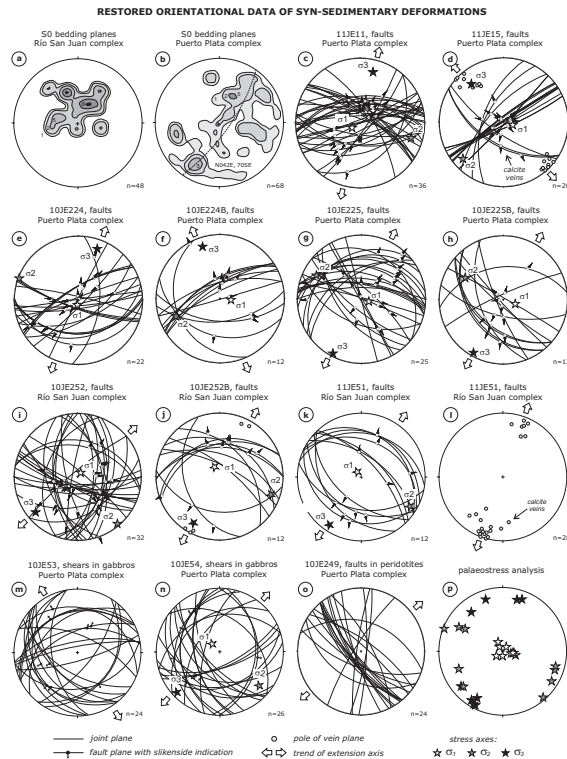 RESTORED ORIENTATIONAL DATA OF SYN-SEDIMENTARY DEFORMATIONS
S0 bedding planes
Río San Juan complex
a
n=48
S0 bedding planes
Puerto Plata complex
b
N042E, 70SE
n=68
11JE11, faults
Puerto Plata complex
c
σ3
σ1
σ2
n=36
11JE15, faults
Puerto Plata complex
d
σ3
σ1
σ2
calcite
veins
10JE224, faults
Puerto Plata complex
e
σ3
σ2
σ1
n=22
10JE224B, faults
Puerto Plata complex
f
σ3
σ1
σ2
n=12
10JE225, faults
Puerto Plata complex
g
σ2
σ1
σ3
n=25
10JE225B, faults
Puerto Plata complex
h
σ2
σ1
σ3
10JE252, faults
Río San Juan complex
i
σ1
σ3
σ2
n=32
10JE252B, faults
Río San Juan complex
j
σ1
σ2
σ3
n=12
11JE51, faults
Río San Juan complex
k
σ1
σ2
σ3
n=12
11JE51, faults
Río San Juan complex
l
calcite
veins
10JE53, shears in gabbros
Puerto Plata complex
m
n=24
10JE54, shears in gabbros
Puerto Plata complex
n
σ1
σ2
σ3
n=26
10JE249, faults in peridotites
Puerto Plata complex
o
n=24
palaeostress analysis
p
joint plane
fault plane with slikenside indication
pole of vein plane
trend of extension axis
stress axes:
σ1 σ2 σ3